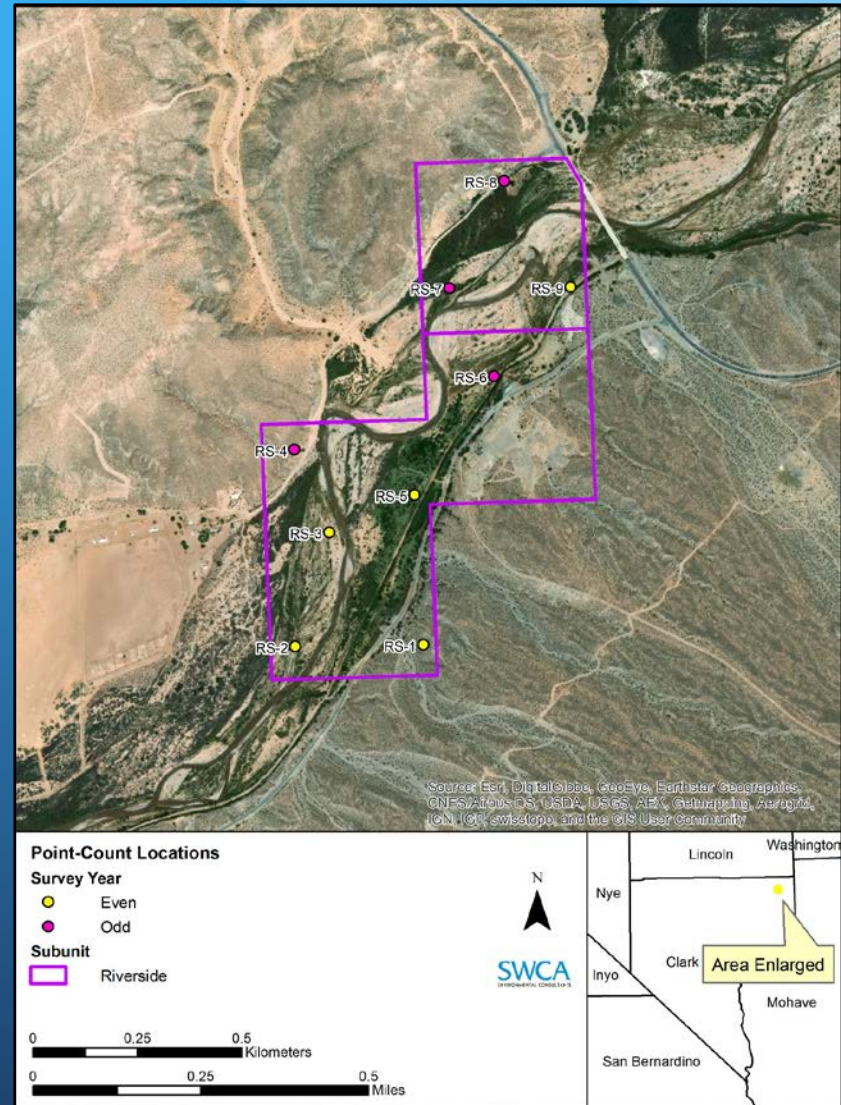 RS-8
RS-7
RS-9
RS-6
RS-4
RS-5
RS-3
RS-2
RS-1
Source: Esri, DigitalGlobe, GeoEye, Earthstar Geographics,
CNES/Airbus DS, USDA, USGS, AEX, Getmapping, Aerogrid,
IGN, IGP, swisstopo, and the GIS User Community
Point-Count Locations
Survey Year
Even
Odd
Subunit
Riverside
0 0.25 0.5
Kilometers
0 0.25 0.5
Miles
N
SWCA
ENVIRONMENTAL CONSULTANTS
Lincoln
Washington
Nye
Clark
Area Enlarged
Inyo
Mohave
San Bernardino